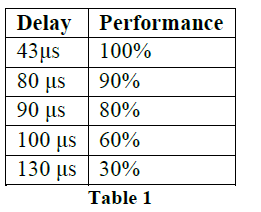 Delay Performance
43µs 100%
80 µs 90%
90 µs 80%
100 µs 60%
130 µs 30%
Table 1